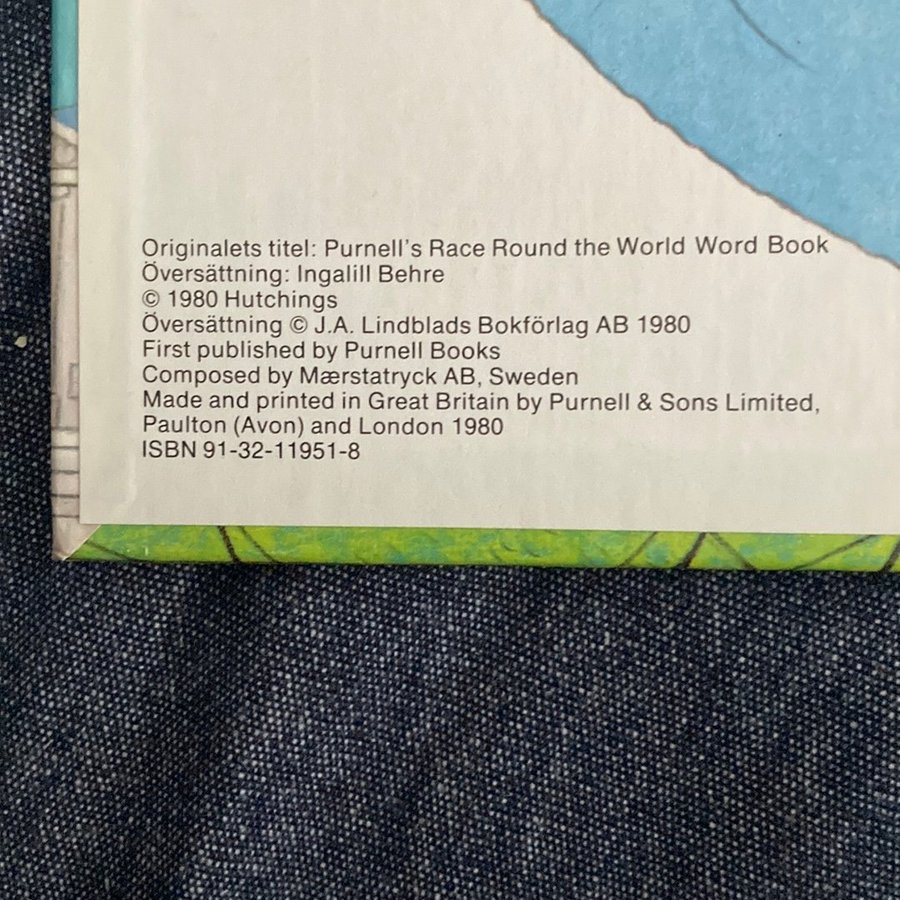 Originalets titel: Purnell's Race Round the World Word Book
Översättning: Ingalill Behre
© 1980 Hutchings
Översättning © J.A. Lindblads Bokförlag AB 1980
First published by Purnell Books
Composed by Mærstatryck AB, Sweden
Made and printed in Great Britain by Purnell & Sons Limited,
Paulton (Avon) and London 1980
ISBN 91-32-11951-8